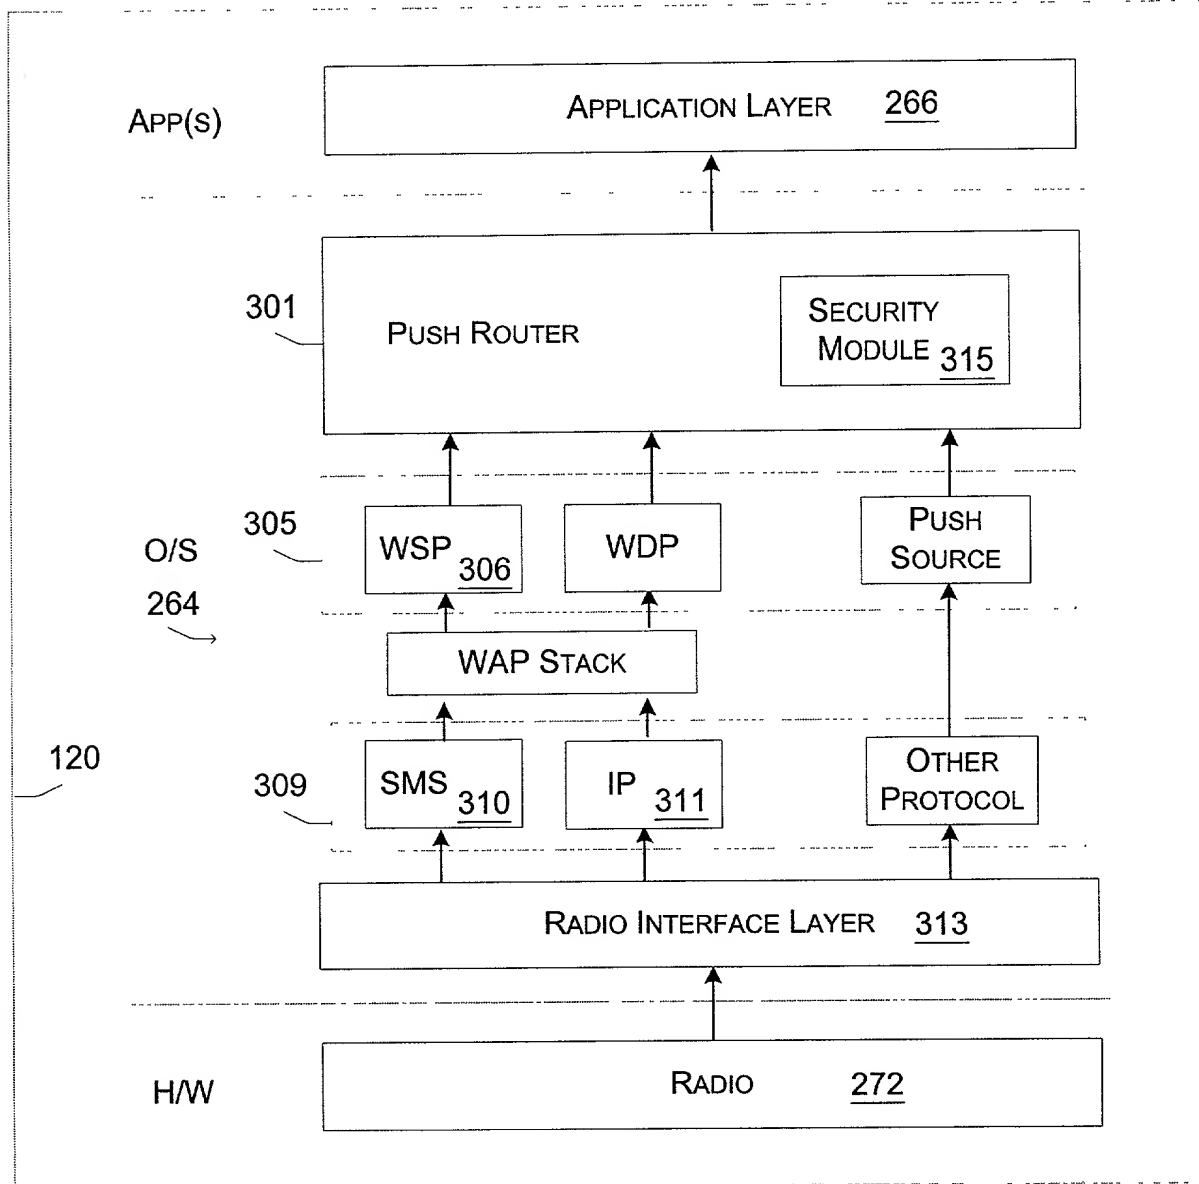 APP(S)
APPLICATION LAYER 266
301
PUSH ROUTER
SECURITY
MODULE 315
305
WSP 306
WDP
PUSH
SOURCE
O/S
264
WAP STACK
120
309
SMS 310
IP 311
OTHER
PROTOCOL
RADIO INTERFACE LAYER 313
H/W
RADIO 272